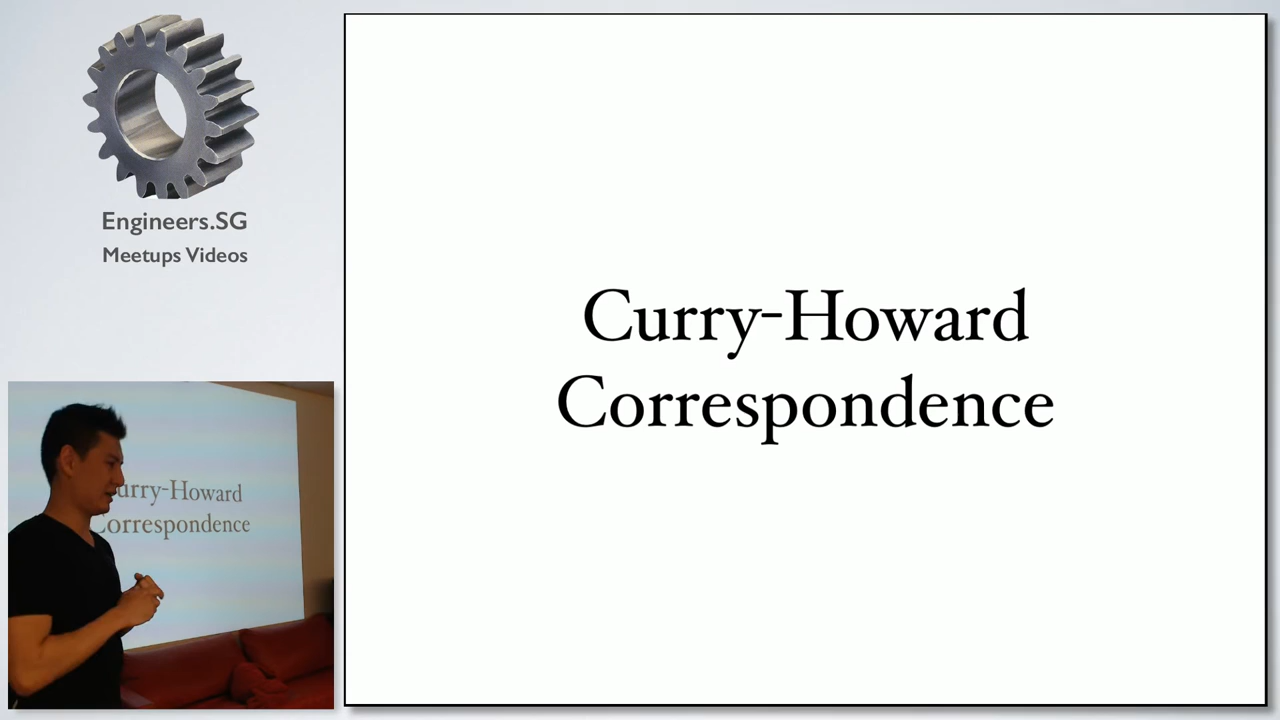 Engineers.SG
Meetups Videos
Curry-Howard
Correspondence
urry-Howard
Correspondence